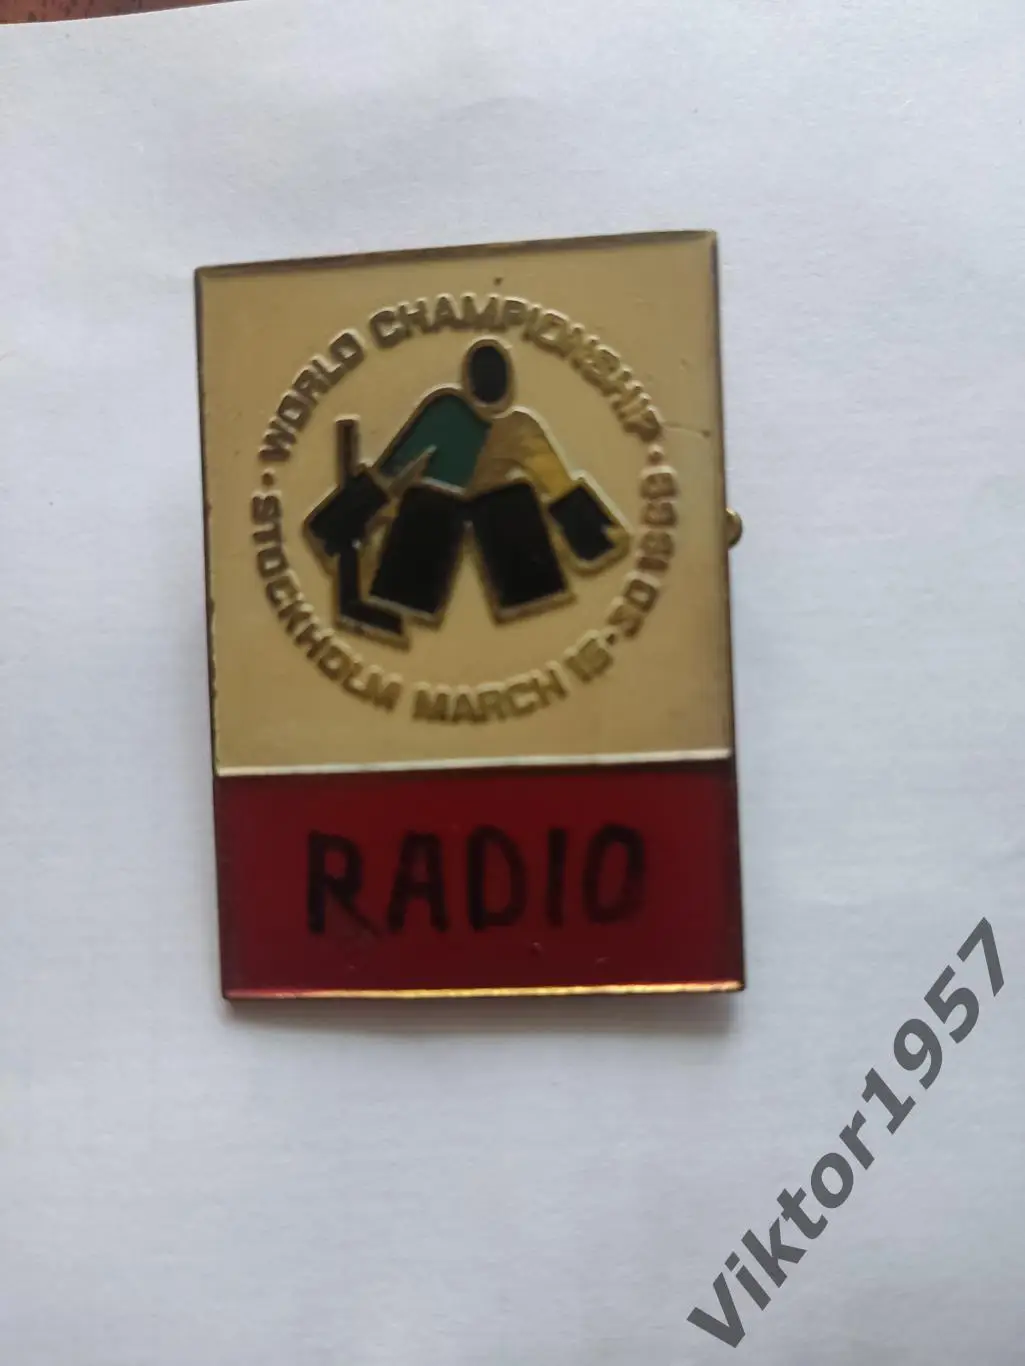 WORLD CHAMPIONSHIP
STOCKHOLM MARCH 15 · 30 1969
RADIO
Viktor1957